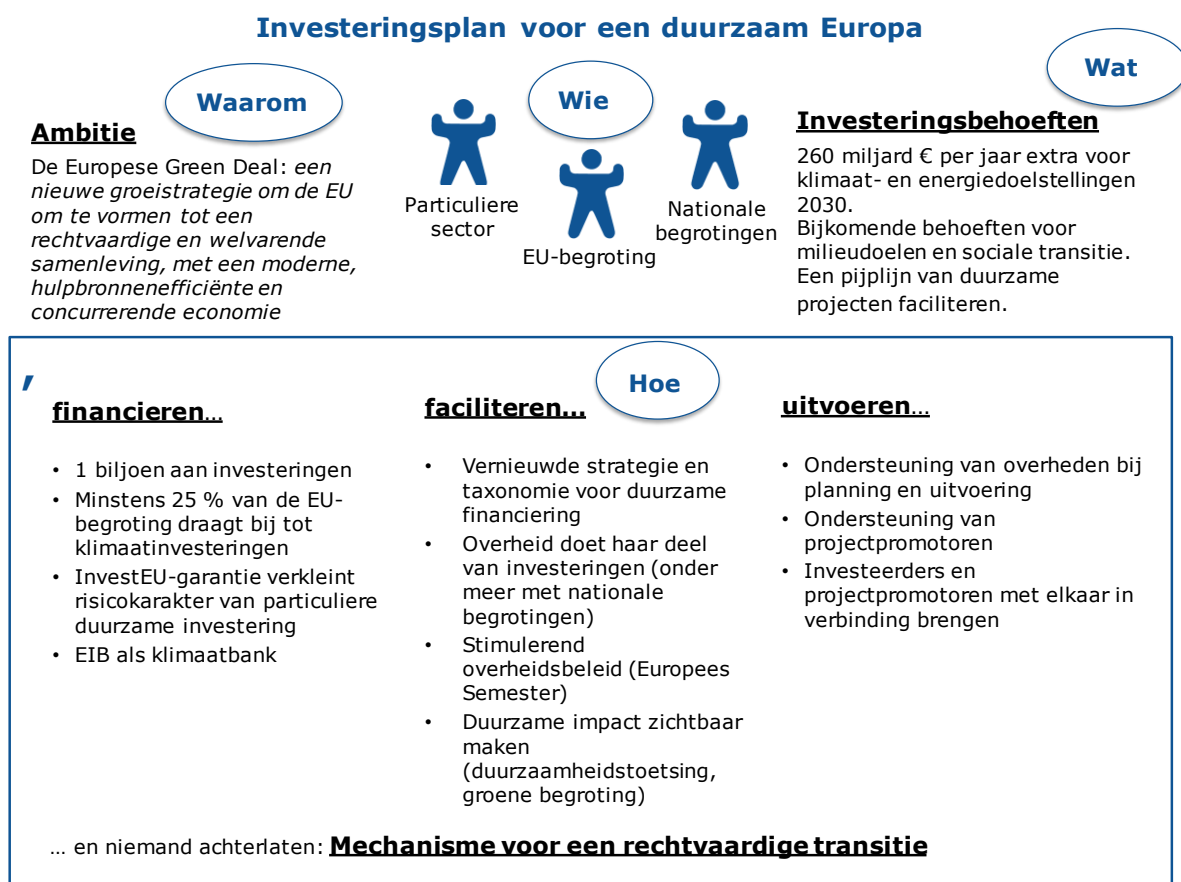 Investeringsplan voor een duurzaam Europa
Waarom
Ambitie
De Europese Green Deal: een
nieuwe groeistrategie om de EU
om te vormen tot een
rechtvaardige en welvarende
samenleving, met een moderne,
hulpbronnenefficiënte en
concurrerende economie
Wie
Particuliere
sector
EU-begroting
Nationale
begrotingen
Wat
Investeringsbehoeften
260 miljard € per jaar extra voor
klimaat- en energiedoelstellingen
2030.
Bijkomende behoeften voor
milieudoelen en sociale transitie.
Een pijplijn van duurzame
projecten faciliteren.
Hoe
,
financieren...
• 1 biljoen aan investeringen
• Minstens 25 % van de EU-
begroting draagt bij tot
klimaatinvesteringen
• InvestEU-garantie verkleint
risicokarakter van particuliere
duurzame investering
• EIB als klimaatbank
faciliteren...
• Vernieuwde strategie en
taxonomie voor duurzame
financiering
• Overheid doet haar deel
van investeringen (onder
meer met nationale
begrotingen)
• Stimulerend
overheidsbeleid (Europees
Semester)
• Duurzame impact zichtbaar
maken
(duurzaamheidstoetsing,
groene begroting)
uitvoeren...
• Ondersteuning van overheden bij
planning en uitvoering
• Ondersteuning van
projectpromotoren
• Investeerders en
projectpromotoren met elkaar in
verbinding brengen
... en niemand achterlaten: Mechanisme voor een rechtvaardige transitie